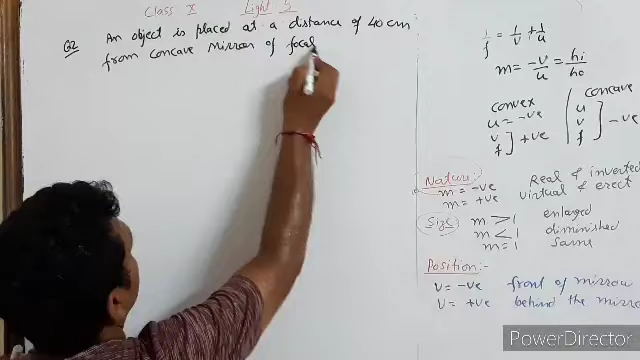 Class X Light 5
Q2 An object is placed at a distance of 40 cm
from concave mirror of focal
1/f = 1/v + 1/u
m = -v/u = hi/ho
convex
u = -ve
v
f ] +ve
concave
u
v
f ] -ve
Nature:
m = -ve Real & inverted
m = +ve virtual & erect
Size:
m > 1 enlarged
m < 1 diminished
m = 1 same
Position:-
v = -ve front of mirror
v = +ve behind the mirro
PowerDirector